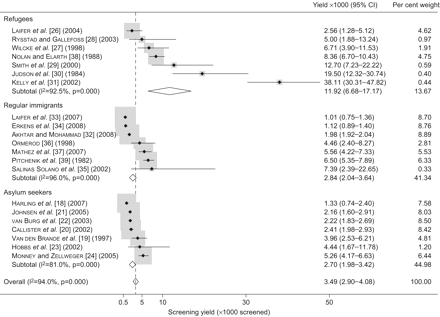 Yield ×1000 (95% CI) Per cent weight
Refugees
LAIFER et al. [26] (2004) 2.56 (1.28–5.12) 4.62
RYSSTAD and GALLEFOSS [28] (2003) 5.00 (1.88–13.24) 0.97
WILCKE et al. [27] (1998) 6.71 (3.90–11.53) 1.91
NOLAN and ELARTH [38] (1988) 8.36 (6.70–10.43) 4.75
SMITH et al. [29] (2000) 12.70 (7.23–22.22) 0.59
JUDSON et al. [30] (1984) 19.50 (12.32–30.74) 0.40
KELLY et al. [31] (2002) 38.11 (30.31–47.82) 0.44
Subtotal (I²=92.5%, p=0.000) 11.92 (6.68–17.17) 13.67
Regular immigrants
LAIFER et al. [33] (2007) 1.01 (0.75–1.36) 8.70
ERKENS et al. [34] (2008) 1.12 (0.89–1.40) 8.76
AKHTAR and MOHAMMAD [32] (2008) 1.98 (1.92–2.04) 8.89
ORMEROD [36] (1998) 4.46 (2.40–8.27) 2.81
MATHEZ et al. [37] (2007) 5.56 (4.22–7.33) 5.53
PITCHENIK et al. [39] (1982) 6.50 (5.35–7.89) 6.33
SALINAS SOLANO et al. [35] (2002) 7.39 (2.39–22.65) 0.33
Subtotal (I²=96.0%, p=0.000) 2.84 (2.04–3.64) 41.34
Asylum seekers
HARLING et al. [18] (2007) 1.33 (0.74–2.40) 7.58
JOHNSEN et al. [21] (2005) 2.16 (1.60–2.91) 8.03
VAN BURG et al. [22] (2003) 2.22 (1.83–2.69) 8.50
CALLISTER et al. [20] (2002) 2.41 (1.98–2.93) 8.42
VAN DEN BRANDE et al. [19] (1997) 3.96 (2.53–6.21) 4.81
HOBBS et al. [23] (2002) 4.44 (1.67–11.78) 1.20
MONNEY and ZELLWEGER [24] (2005) 5.26 (4.17–6.63) 6.44
Subtotal (I²=81.0%, p=0.000) 2.70 (1.98–3.42) 44.98
Overall (I²=94.0%, p=0.000) 3.49 (2.90–4.08) 100.00
0.5 5 10 30 50
Screening yield (×1000 screened)